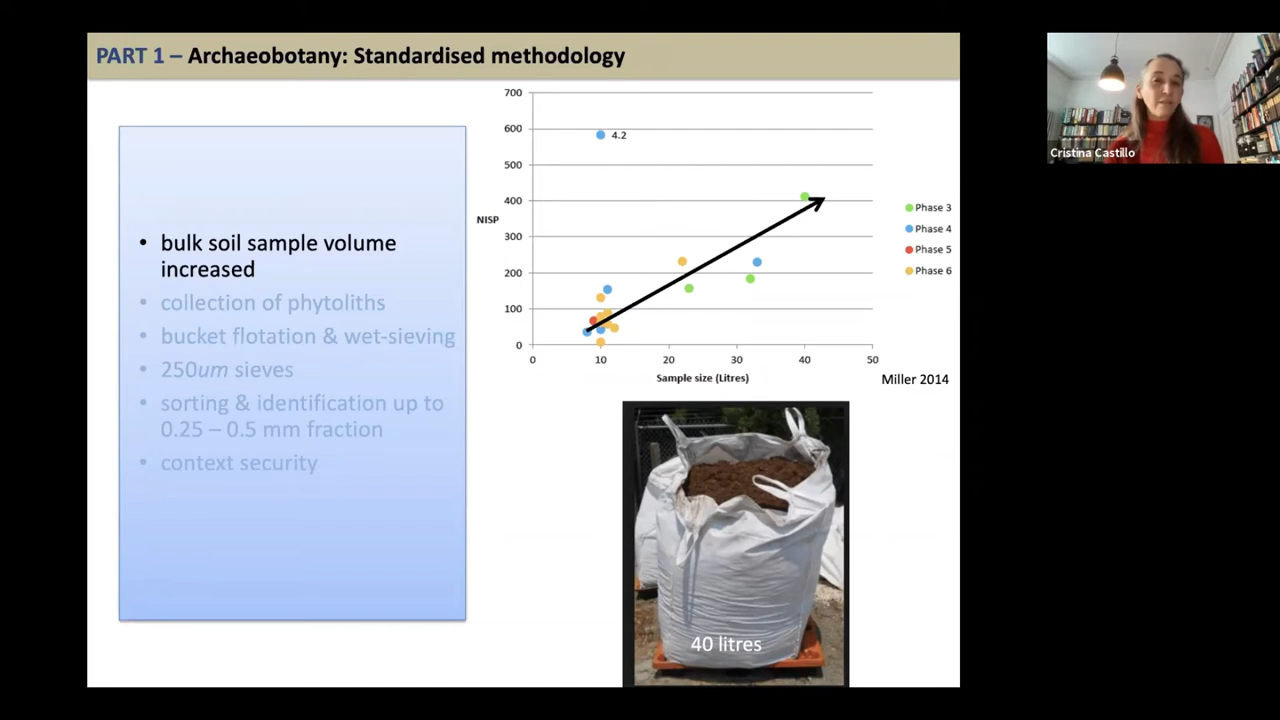 PART 1 – Archaeobotany: Standardised methodology
• bulk soil sample volume
increased
• collection of phytoliths
• bucket flotation & wet-sieving
• 250um sieves
• sorting & identification up to
0.25 – 0.5 mm fraction
• context security
700
600
500
400
300
200
100
0
NISP
4.2
0
10
20
30
40
50
Sample size (Litres)
Phase 3
Phase 4
Phase 5
Phase 6
Miller 2014
40 litres
Cristina Castillo